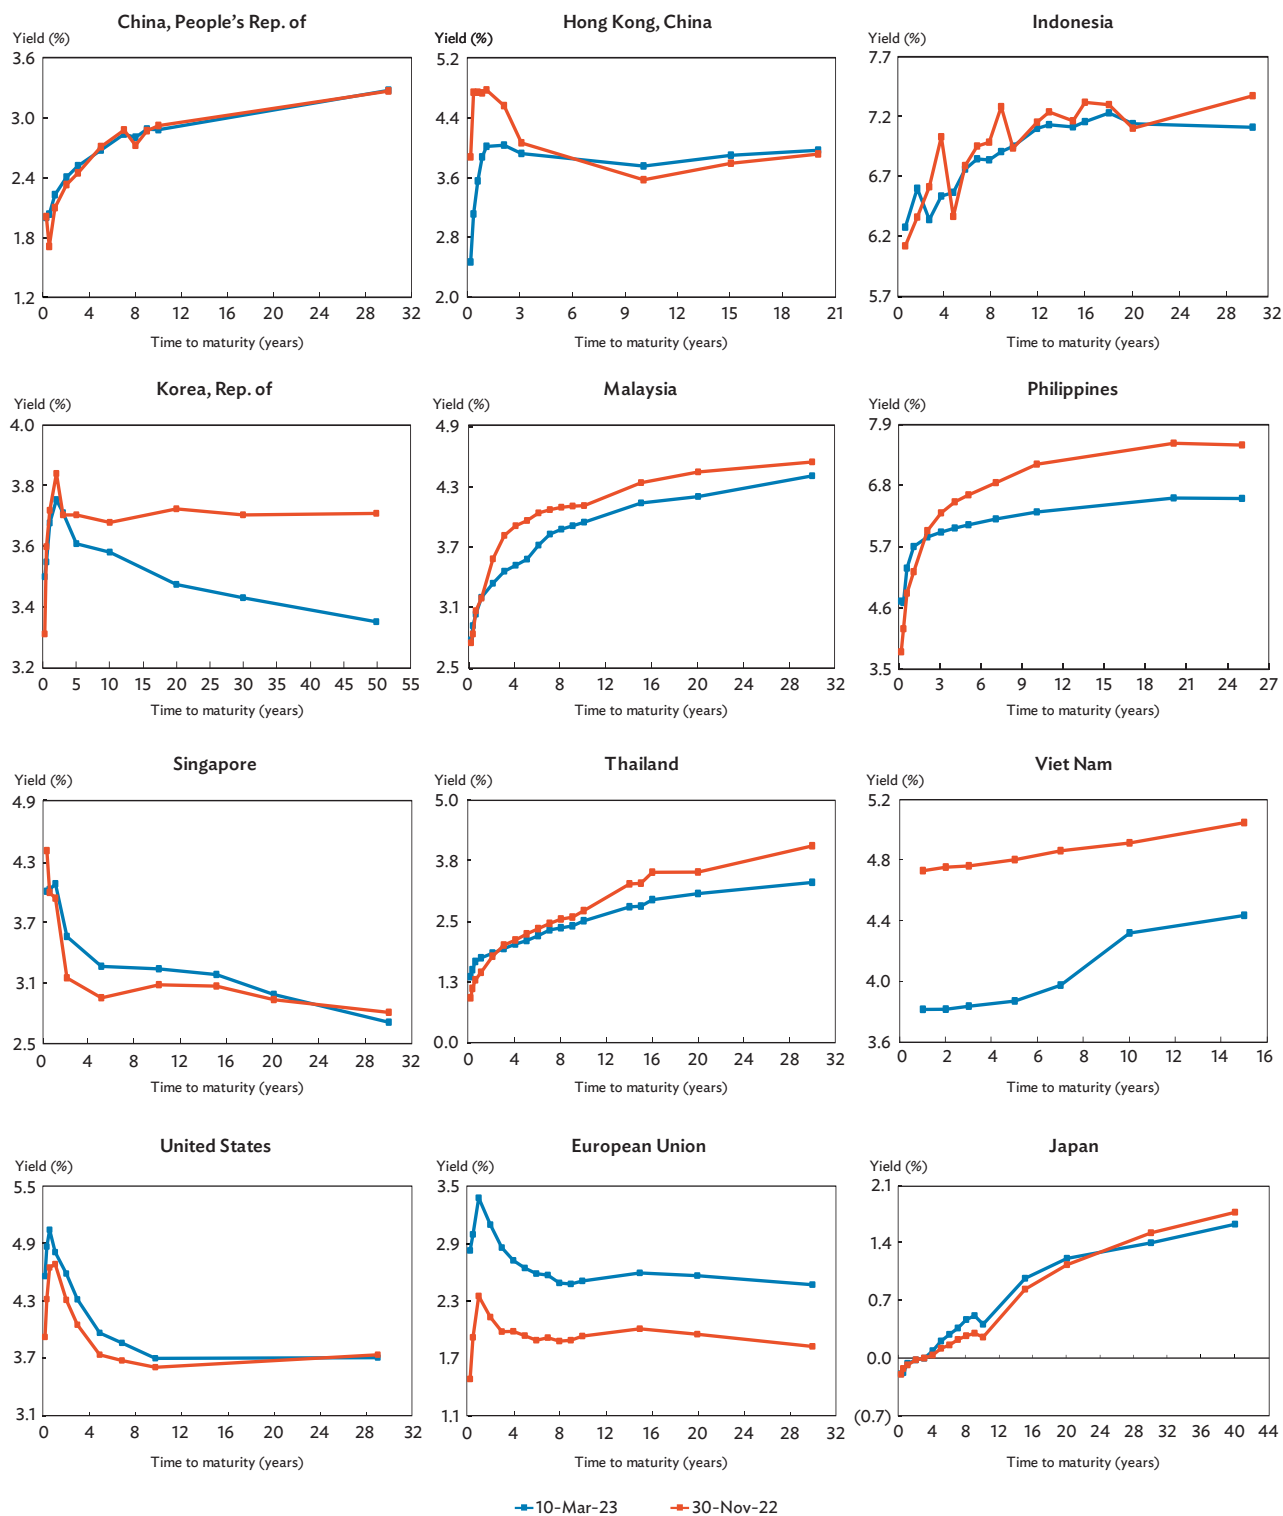 China, People's Rep. of
Yield (%)
3.6
3.0
2.4
1.8
1.2
0 4 8 12 16 20 24 28 32
Time to maturity (years)
Hong Kong, China
Yield (%)
5.2
4.4
3.6
2.8
2.0
0 3 6 9 12 15 18 21
Time to maturity (years)
Indonesia
Yield (%)
7.7
7.2
6.7
6.2
5.7
0 4 8 12 16 20 24 28 32
Time to maturity (years)
Korea, Rep. of
Yield (%)
4.0
3.8
3.6
3.4
3.2
0 5 10 15 20 25 30 35 40 45 50 55
Time to maturity (years)
Malaysia
Yield (%)
4.9
4.3
3.7
3.1
2.5
0 4 8 12 16 20 24 28 32
Time to maturity (years)
Philippines
Yield (%)
7.9
6.8
5.7
4.6
3.5
0 3 6 9 12 15 18 21 24 27
Time to maturity (years)
Singapore
Yield (%)
4.9
4.3
3.7
3.1
2.5
0 4 8 12 16 20 24 28 32
Time to maturity (years)
Thailand
Yield (%)
5.0
3.8
2.5
1.3
0.0
0 4 8 12 16 20 24 28 32
Time to maturity (years)
Viet Nam
Yield (%)
5.2
4.8
4.4
4.0
3.6
0 2 4 6 8 10 12 14 16
Time to maturity (years)
United States
Yield (%)
5.5
4.9
4.3
3.7
3.1
0 4 8 12 16 20 24 28 32
Time to maturity (years)
European Union
Yield (%)
3.5
2.9
2.3
1.7
1.1
0 4 8 12 16 20 24 28 32
Time to maturity (years)
Japan
Yield (%)
2.1
1.4
0.7
0.0
(0.7)
0 4 8 12 16 20 24 28 32 36 40 44
Time to maturity (years)
10-Mar-23
30-Nov-22